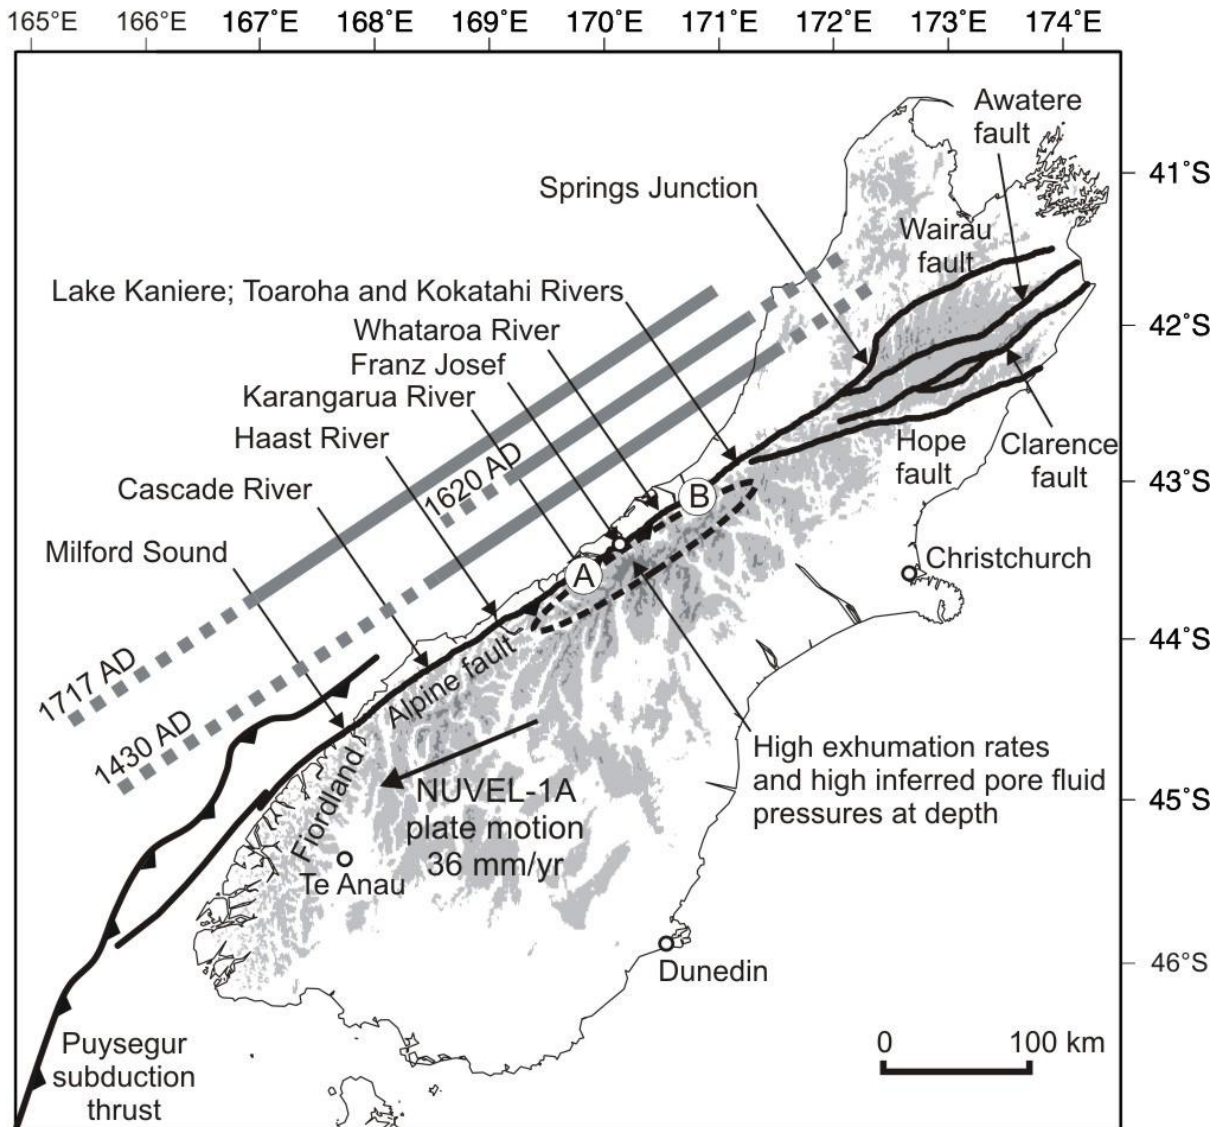 165°E 166°E 167°E 168°E 169°E 170°E 171°E 172°E 173°E 174°E
Awatere
fault
41°S
Springs Junction
Wairau
fault
Lake Kaniere; Toaroha and Kokatahi Rivers
42°S
Whataroa River
Franz Josef
Karangarua River
Haast River
Hope
fault
Clarence
fault
1620 AD
43°S
Cascade River
B
Milford Sound
A
Christchurch
44°S
1717 AD
Alpine fault
1430 AD
High exhumation rates
and high inferred pore fluid
pressures at depth
45°S
NUVEL-1A
plate motion
36 mm/yr
Fiordland
Te Anau
46°S
Dunedin
Puysegur
subduction
thrust
0 100 km